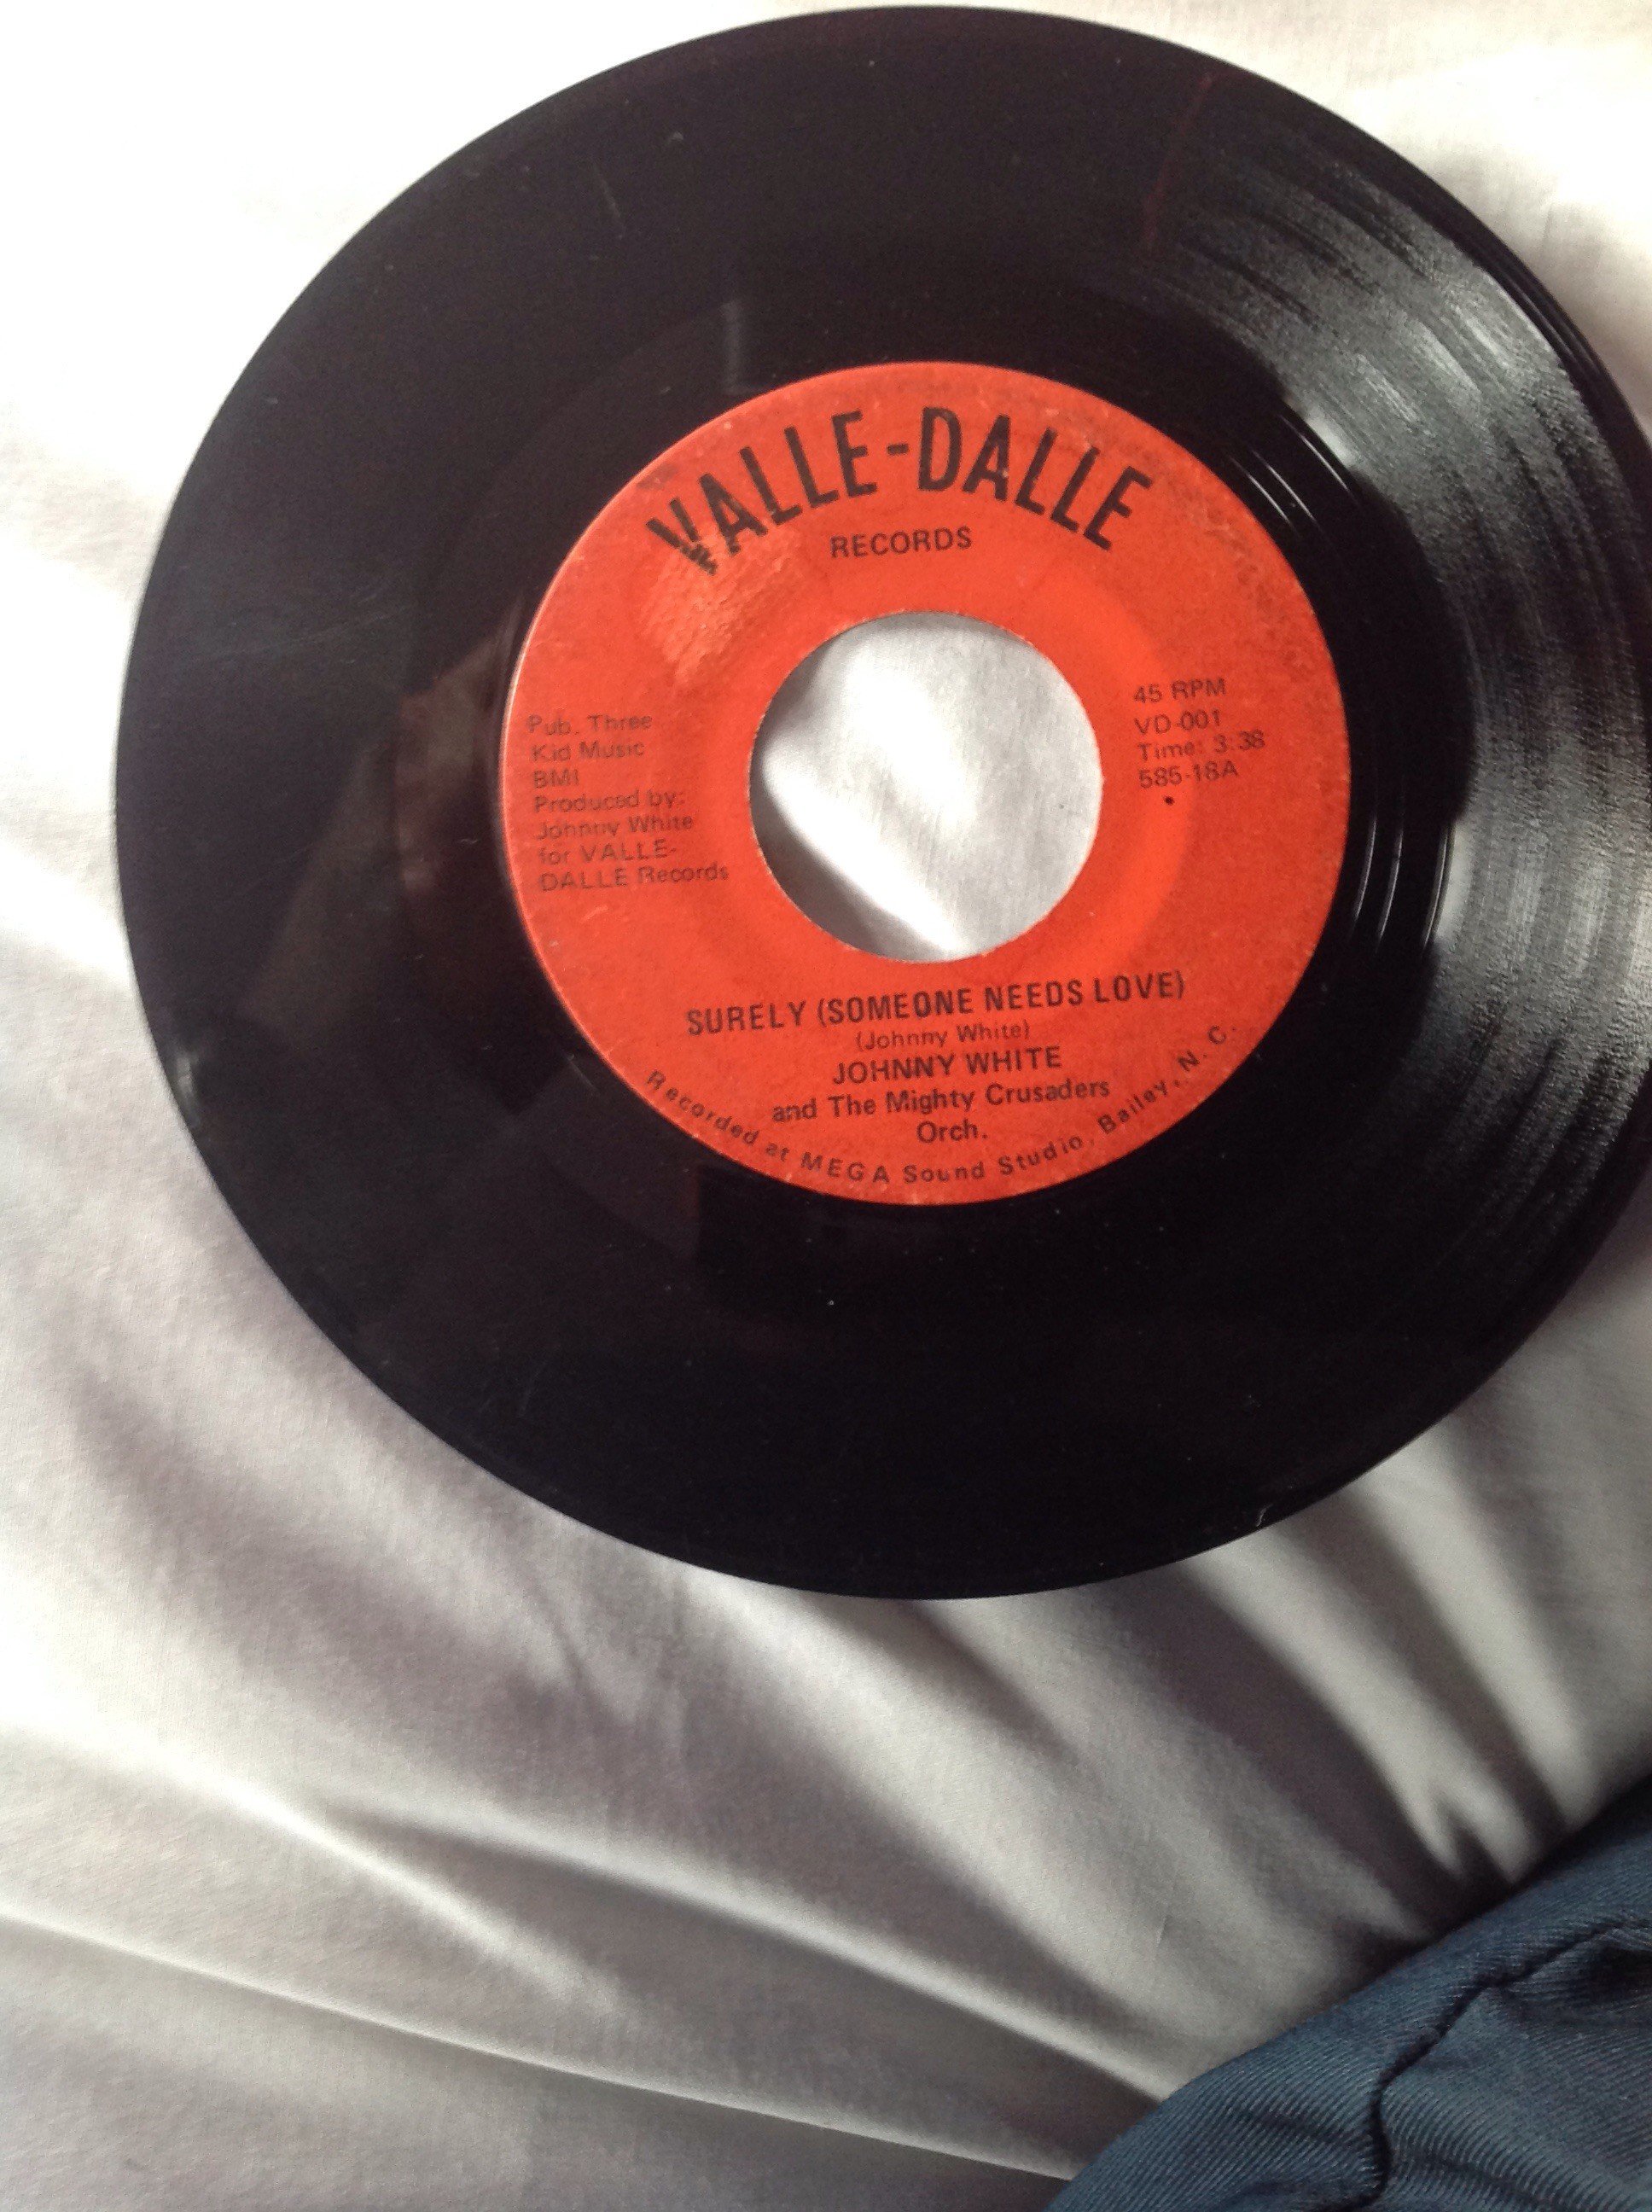 VALLE-DALLE
RECORDS
Pub. Three
Kid Music
BMI
Produced by:
Johnny White
for VALLE-
DALLE Records
45 RPM
VD-001
Time: 3:38
585-18A
SURELY (SOMEONE NEEDS LOVE)
(Johnny White)
JOHNNY WHITE
and The Mighty Crusaders
Orch.
Recorded at MEGA Sound Studio, Bailey, N. C.